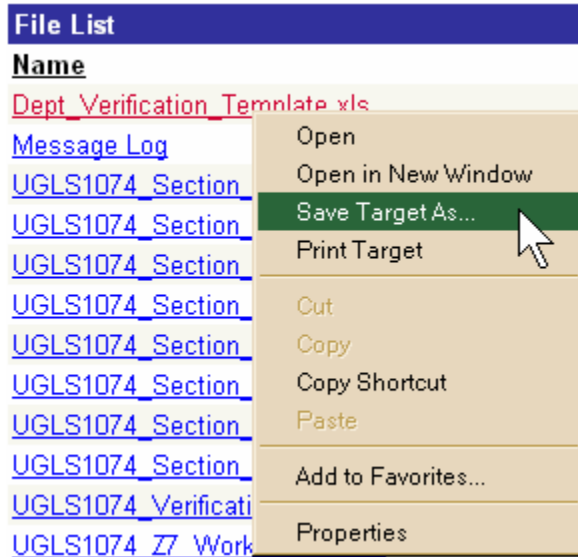 File List
Name
Dept_Verification_Template.xls
Message Log
UGLS1074_Section_
UGLS1074_Section_
UGLS1074_Section_
UGLS1074_Section_
UGLS1074_Section_
UGLS1074_Section_
UGLS1074_Section_
UGLS1074_Section_
UGLS1074_Verificati
UGLS1074_Z7_Work
Open
Open in New Window
Save Target As...
Print Target
Cut
Copy
Copy Shortcut
Paste
Add to Favorites...
Properties